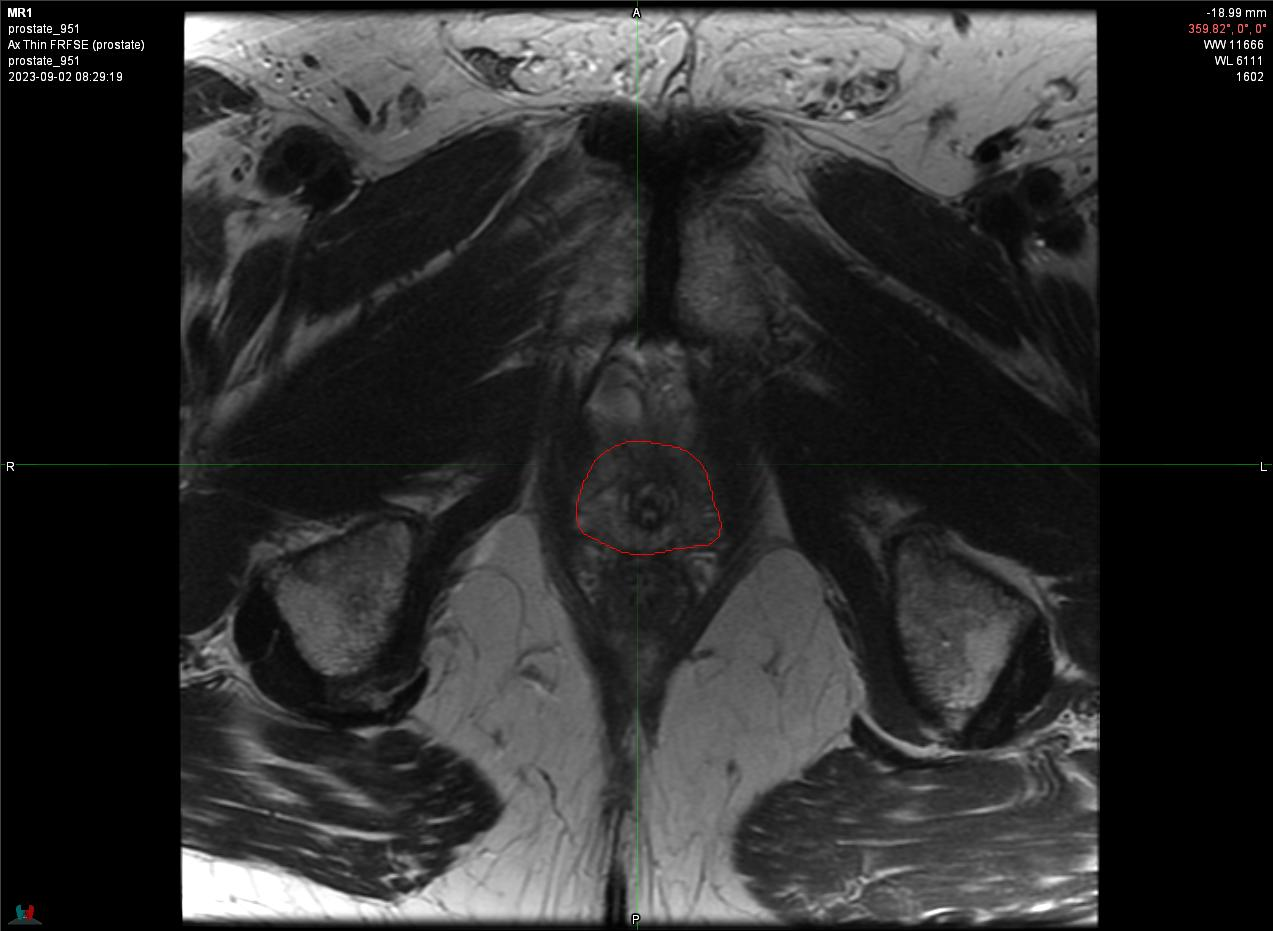 MR1
prostate_951
Ax Thin FRFSE (prostate)
prostate_951
2023-09-02 08:29:19
A
-18.99 mm
359.82°, 0°, 0°
WW 11666
WL 6111
1602
R
L
P